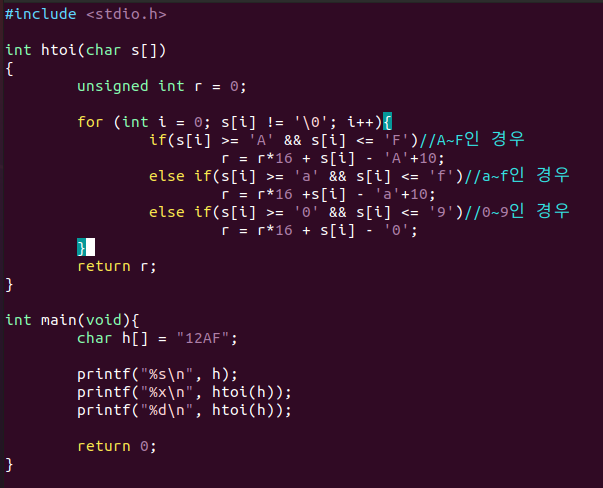 #include <stdio.h>

int htoi(char s[])
{
        unsigned int r = 0;

        for (int i = 0; s[i] != '\0'; i++){
                if(s[i] >= 'A' && s[i] <= 'F')//A~F인 경우
                        r = r*16 + s[i] - 'A'+10;
                else if(s[i] >= 'a' && s[i] <= 'f')//a~f인 경우
                        r = r*16 +s[i] - 'a'+10;
                else if(s[i] >= '0' && s[i] <= '9')//0~9인 경우
                        r = r*16 + s[i] - '0';
        }
        return r;
}

int main(void){
        char h[] = "12AF";

        printf("%s\n", h);
        printf("%x\n", htoi(h));
        printf("%d\n", htoi(h));

        return 0;
}